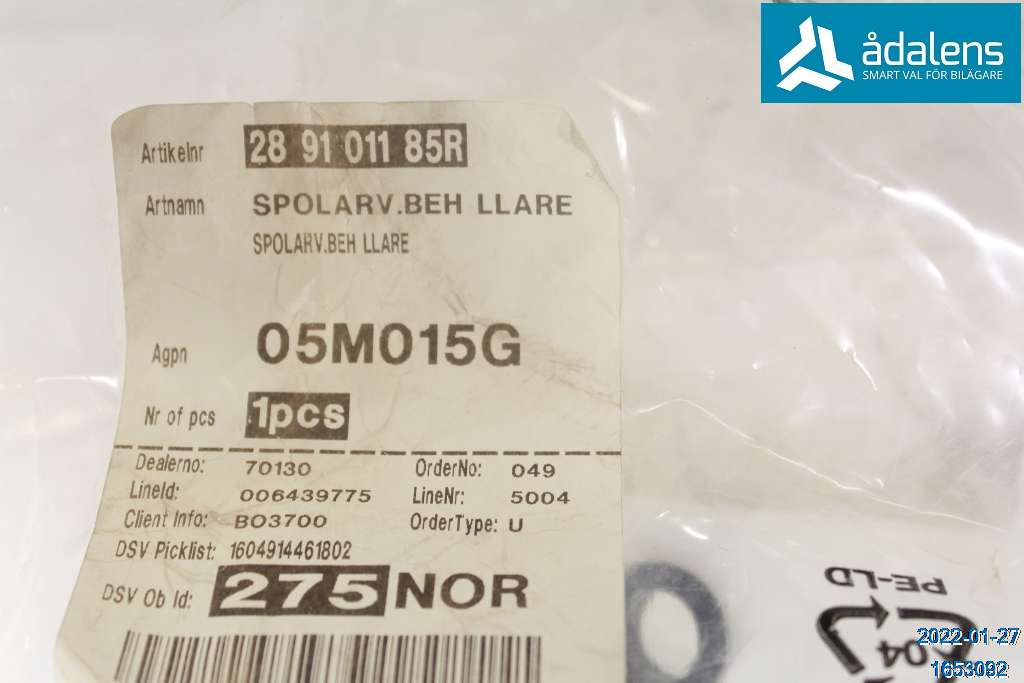 ådalens
SMART VAL FÖR BILÄGARE
Artikelnr 28 91 011 85R
Artnamn SPOLARV.BEH LLARE
SPOLARV.BEH LLARE
Agpn 05M015G
Nr of pcs 1pcs
Dealerno: 70130 OrderNo: 049
LineId: 006439775 LineNr: 5004
Client Info: BO3700 OrderType: U
DSV Picklist: 1604914461802
DSV Ob Id: 275NOR
PE-LD
04
2022-01-27
1653092